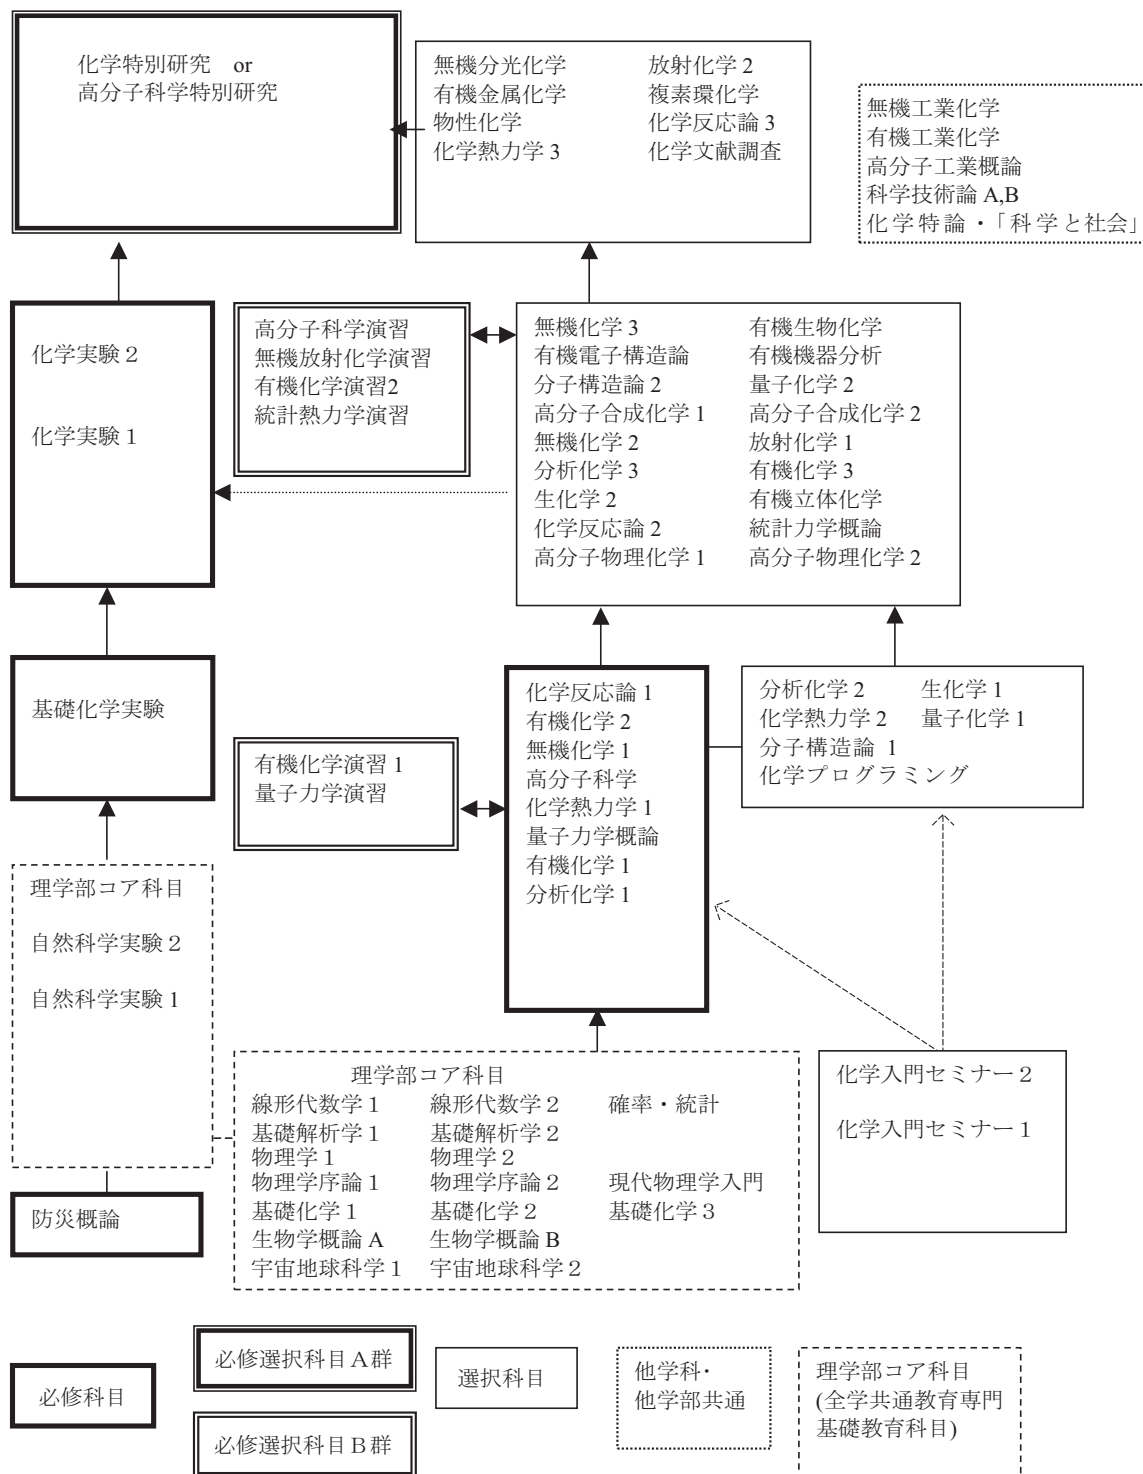 化学特別研究　or
高分子科学特別研究
無機分光化学　放射化学 2
有機金属化学　複素環化学
物性化学　化学反応論 3
化学熱力学 3　化学文献調査
無機工業化学
有機工業化学
高分子工業概論
科学技術論 A,B
化学特論・「科学と社会」
化学実験２
化学実験１
高分子科学演習
無機放射化学演習
有機化学演習2
統計熱力学演習
無機化学 3　有機生物化学
有機電子構造論　有機機器分析
分子構造論 2　量子化学 2
高分子合成化学 1　高分子合成化学 2
無機化学 2　放射化学 1
分析化学 3　有機化学 3
生化学 2　有機立体化学
化学反応論 2　統計力学概論
高分子物理化学 1　高分子物理化学 2
基礎化学実験
有機化学演習 1
量子力学演習
化学反応論 1
有機化学 2
無機化学 1
高分子科学
化学熱力学 1
量子力学概論
有機化学 1
分析化学 1
分析化学 2　生化学 1
化学熱力学 2　量子化学 1
分子構造論 1
化学プログラミング
理学部コア科目
自然科学実験２
自然科学実験 1
理学部コア科目
線形代数学 1　線形代数学 2　確率・統計
基礎解析学 1　基礎解析学 2
物理学 1　物理学 2
物理学序論 1　物理学序論 2　現代物理学入門
基礎化学 1　基礎化学 2　基礎化学３
生物学概論 A　生物学概論 B
宇宙地球科学 1　宇宙地球科学 2
化学入門セミナー２
化学入門セミナー１
防災概論
必修科目
必修選択科目Ａ群
必修選択科目Ｂ群
選択科目
他学科・
他学部共通
理学部コア科目
(全学共通教育専門
基礎教育科目)